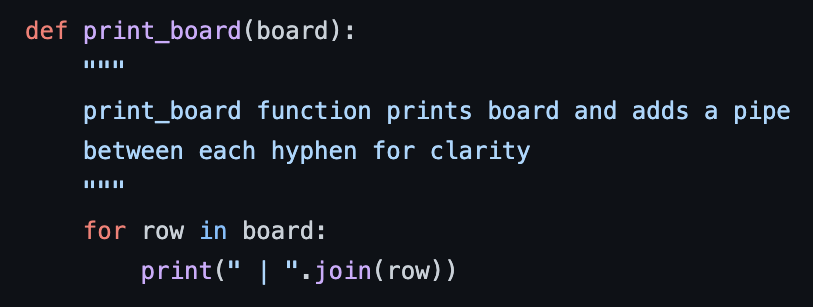 def print_board(board):
    """
    print_board function prints board and adds a pipe
    between each hyphen for clarity
    """
    for row in board:
        print(" | ".join(row))